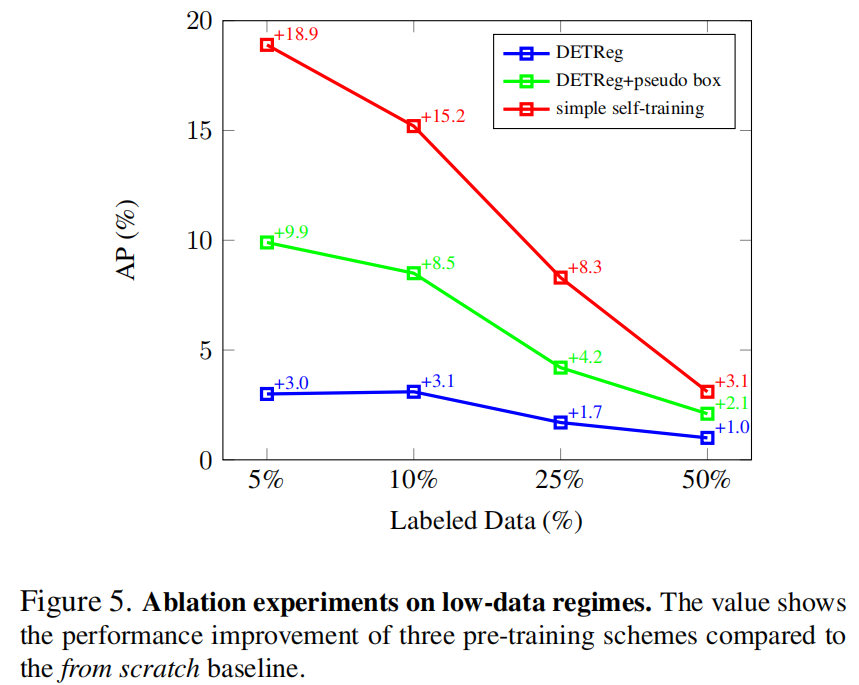 20
15
10
5
0
AP (%)
+18.9
+15.2
+8.3
+3.1
+9.9
+8.5
+4.2
+2.1
+3.0
+3.1
+1.7
+1.0
DETReg
DETReg+pseudo box
simple self-training
5% 10% 25% 50%
Labeled Data (%)
Figure 5. Ablation experiments on low-data regimes. The value shows
the performance improvement of three pre-training schemes compared to
the from scratch baseline.